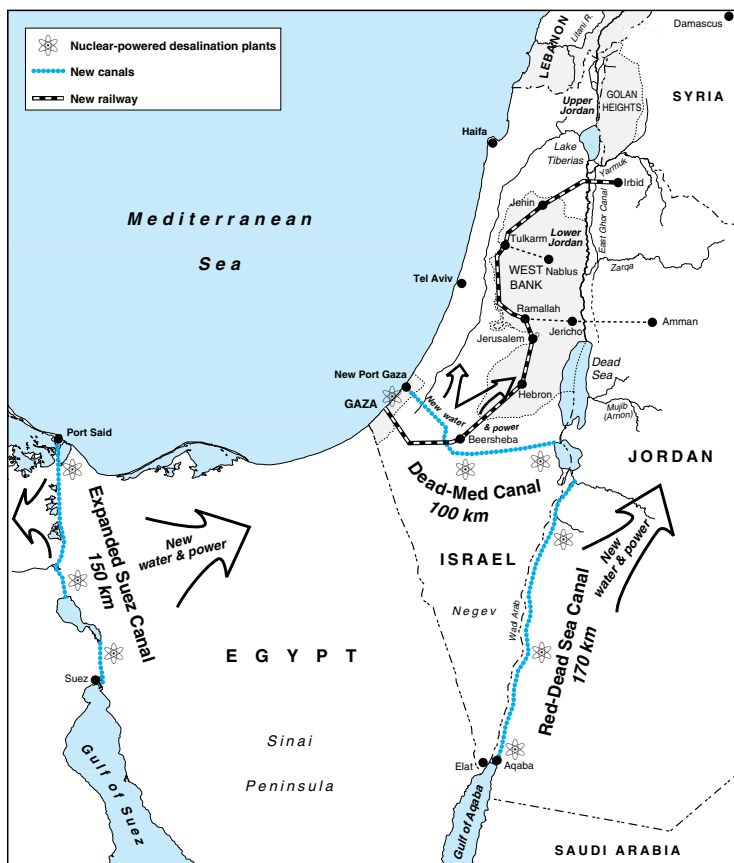 Nuclear-powered desalination plants
New canals
New railway
Damascus
LEBANON
Litani R.
GOLAN
HEIGHTS
SYRIA
Upper
Jordan
Haifa
Lake
Tiberias
Yarmuk
Irbid
Mediterranean
Sea
Jehin
East Ghor Canal
Tulkarm
Lower
Jordan
Zarqa
WEST
BANK
Nablus
Tel Aviv
Ramallah
Jericho
Amman
Jerusalem
Dead
Sea
New Port Gaza
Hebron
GAZA
New water
& power
Mujib
(Arnon)
Port Said
Beersheba
JORDAN
Dead-Med Canal
100 km
Expanded Suez Canal
150 km
New
water & power
New
water & power
ISRAEL
Negev
Wadi Arab
Red-Dead Sea Canal
170 km
EGYPT
Suez
Sinai
Peninsula
Elat
Aqaba
Gulf of Suez
Gulf of Aqaba
SAUDI ARABIA